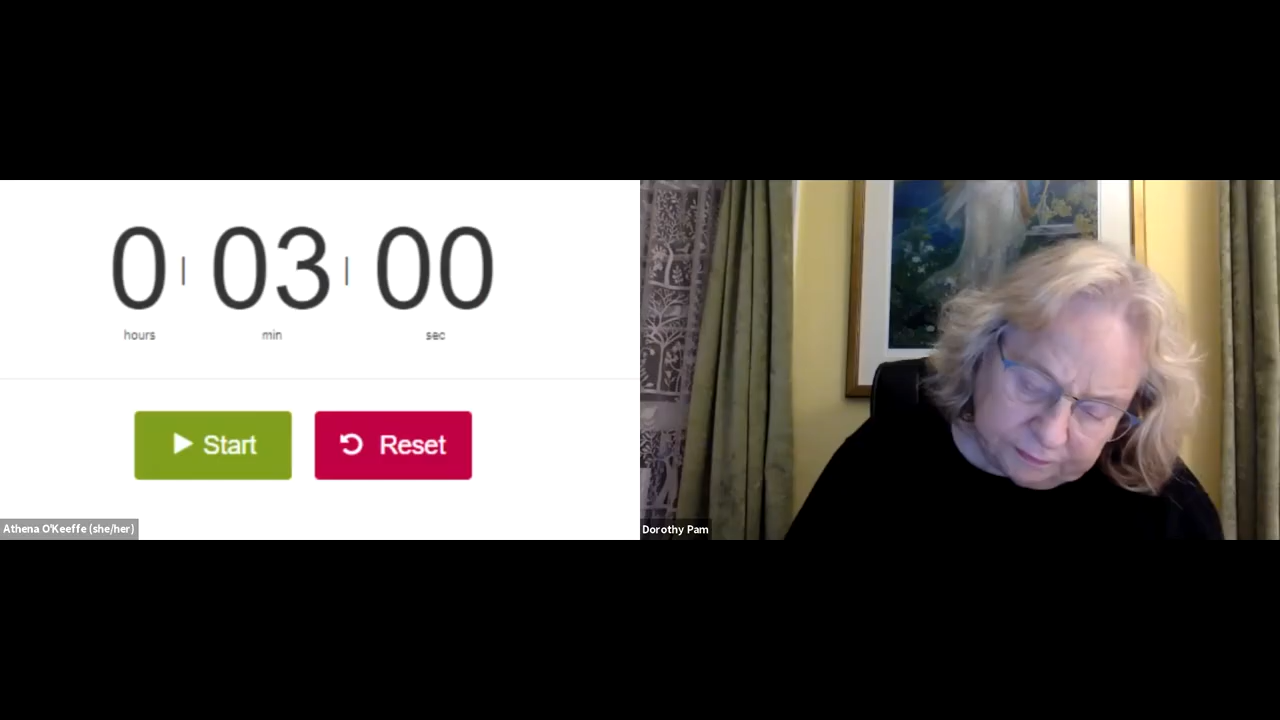 0 | 03 | 00
hours min sec
Start Reset
Athena O'Keeffe (she/her)
Dorothy Pam